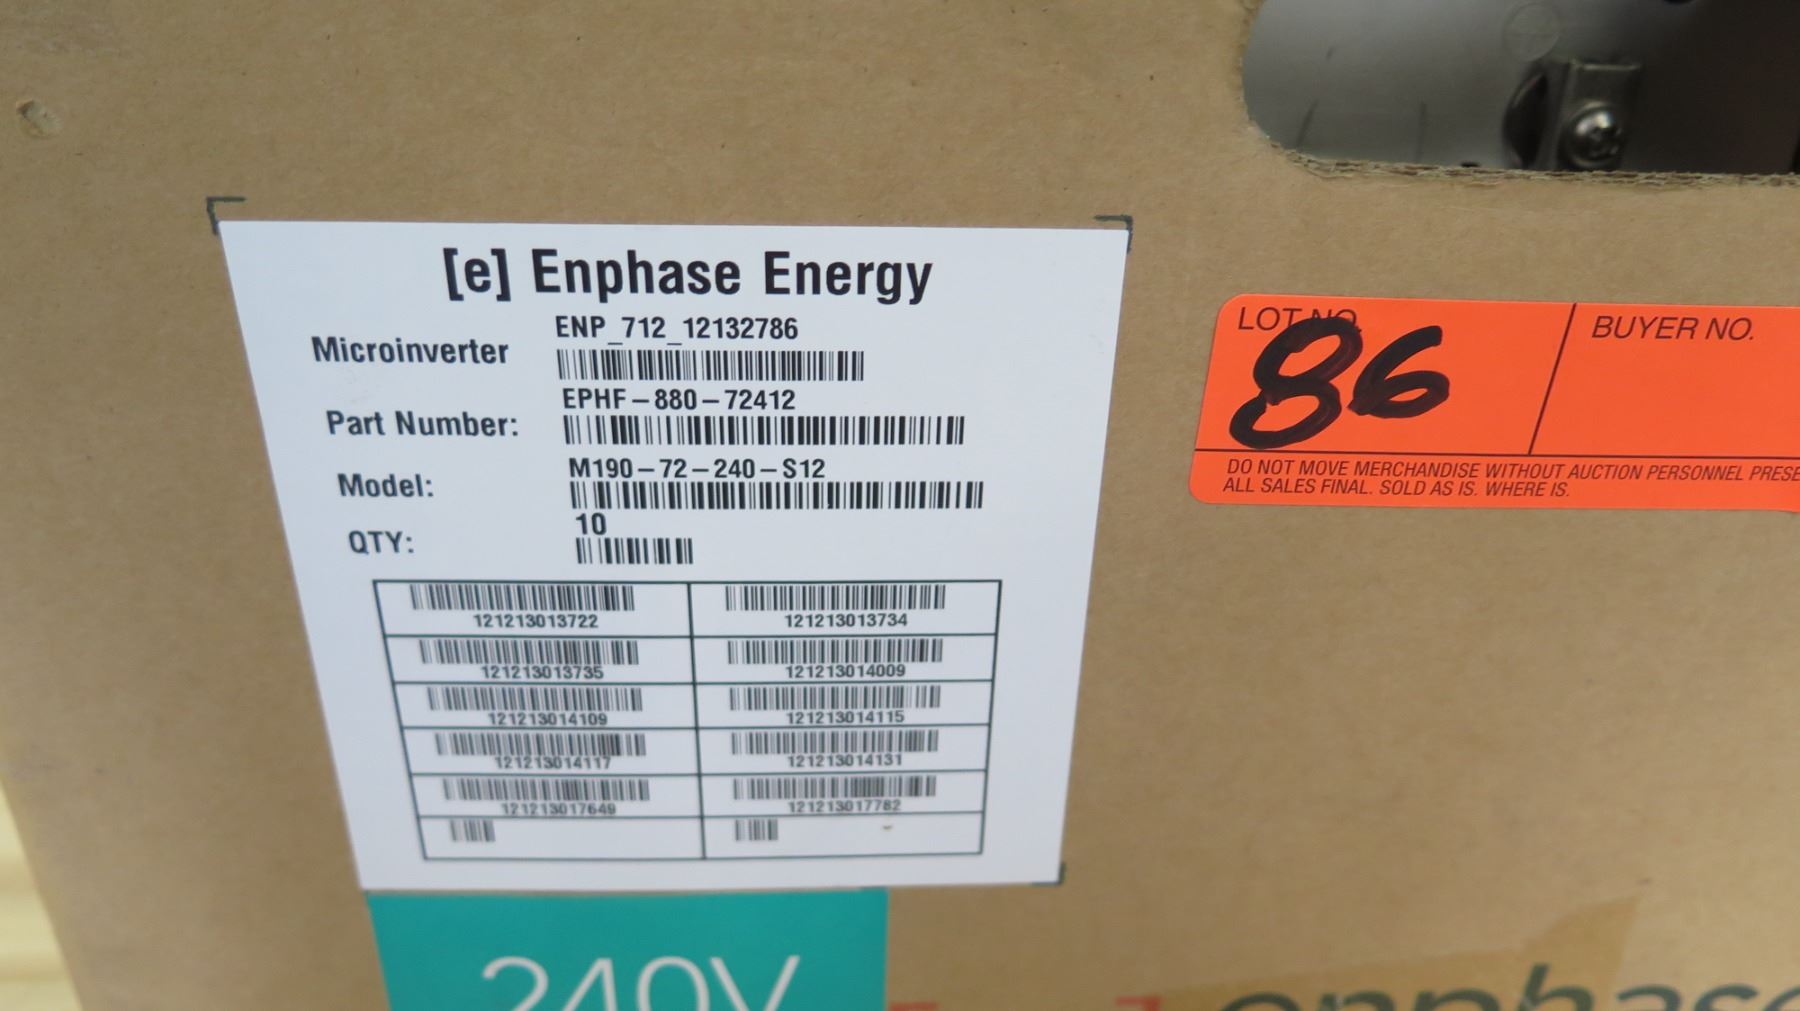 [e] Enphase Energy
Microinverter ENP_712_12132786
Part Number: EPHF-880-72412
Model: M190-72-240-S12
QTY: 10
121213013722 121213013734
121213013735 121213014009
121213014109 121213014115
121213014117 121213014131
121213017649 121213017782
240V
enphase
LOT NO. BUYER NO.
86
DO NOT MOVE MERCHANDISE WITHOUT AUCTION PERSONNEL PRESE
ALL SALES FINAL. SOLD AS IS. WHERE IS.